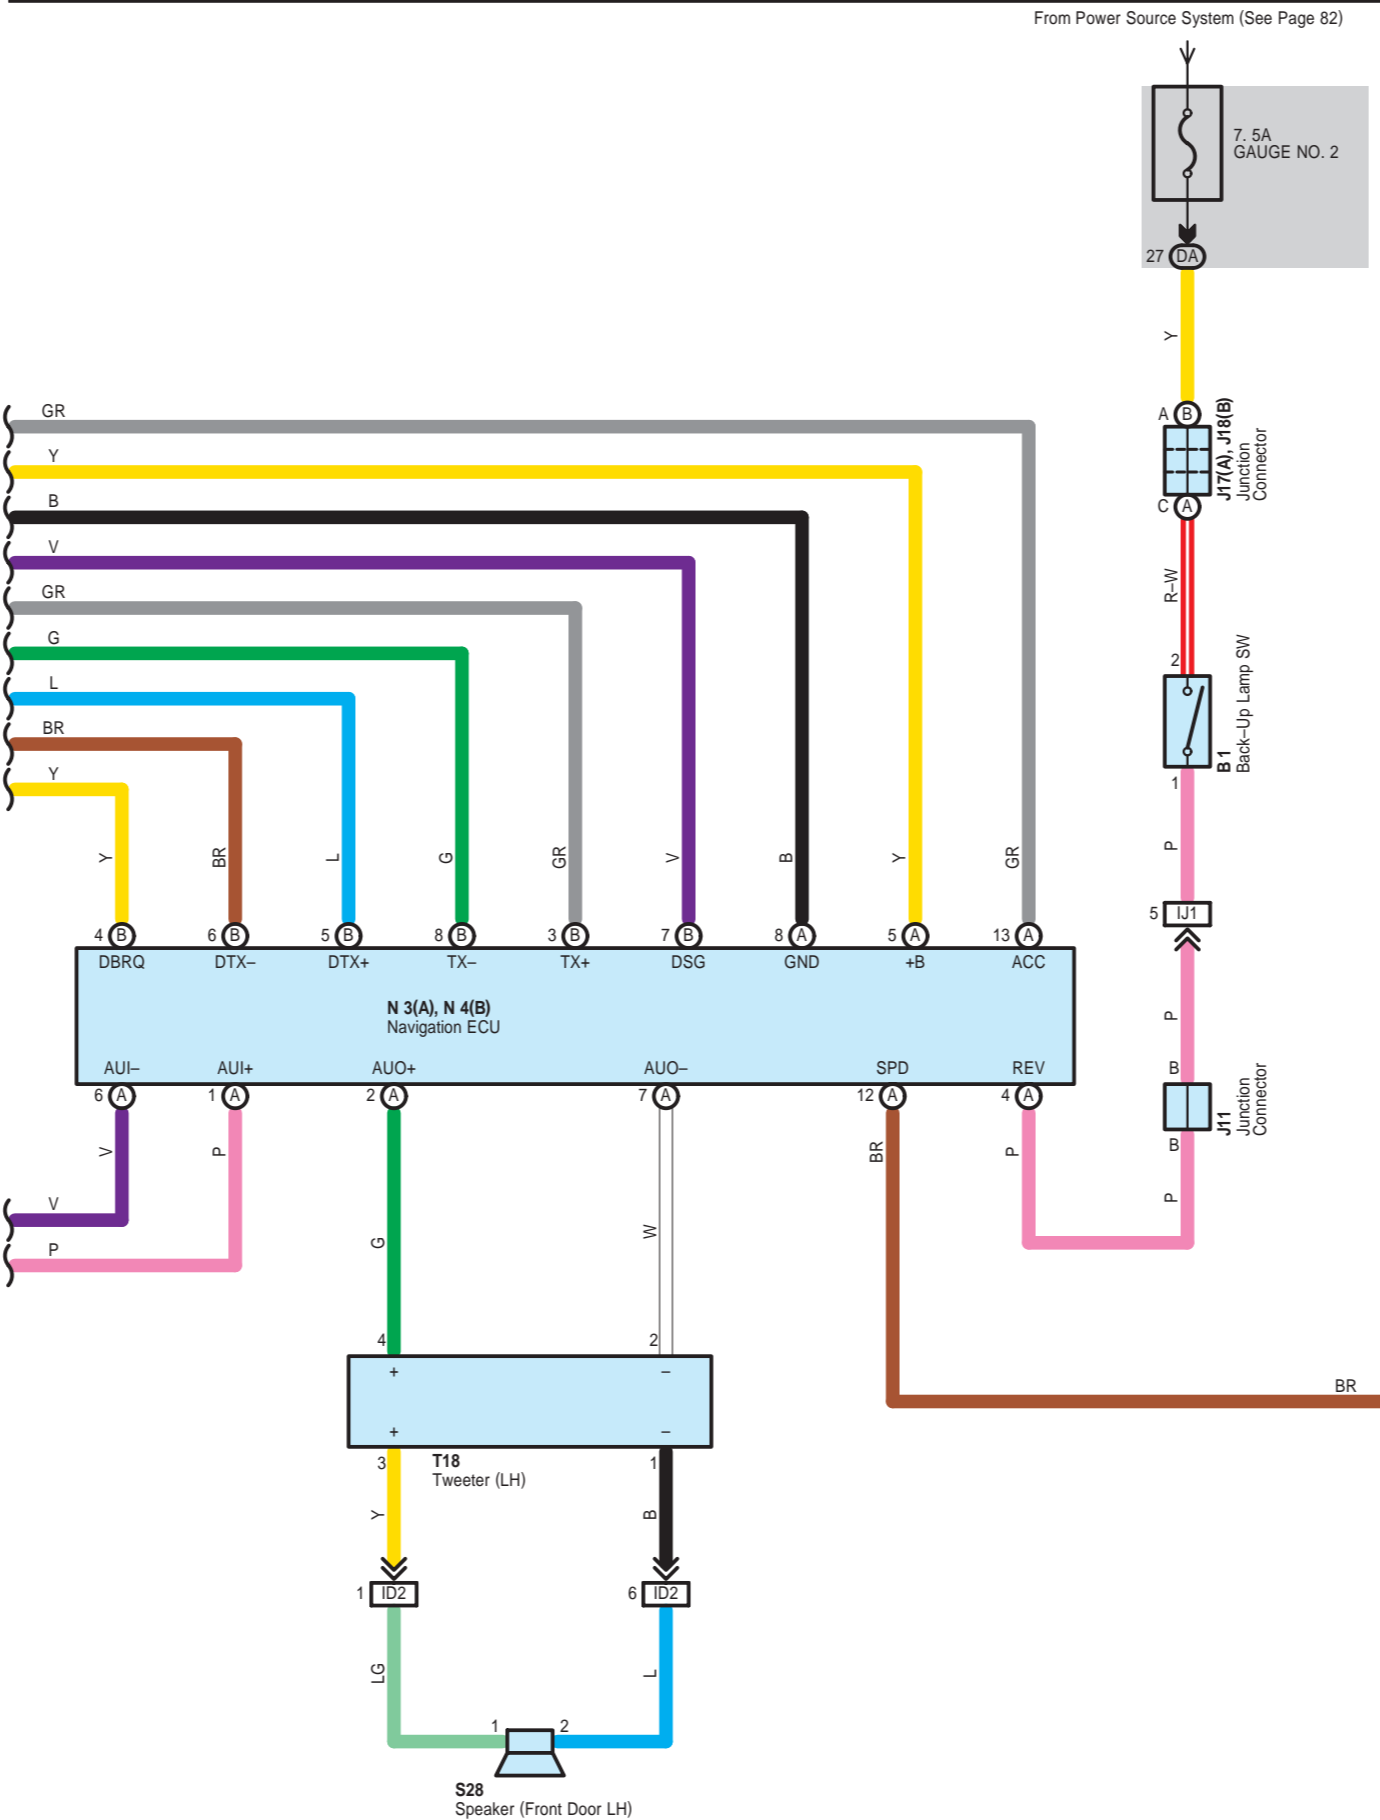 From Power Source System (See Page 82)
7. 5A
GAUGE NO. 2
27 DA
Y
A B
J17(A), J18(B)
Junction
Connector
C A
R–W
2
B 1
Back–Up Lamp SW
1
P
5 IJ1
P
B
J11
Junction
Connector
B
P
GR
Y
B
V
GR
G
L
BR
Y
Y BR L G GR V B Y GR
4 B 6 B 5 B 8 B 3 B 7 B 8 A 5 A 13 A
DBRQ DTX– DTX+ TX– TX+ DSG GND +B ACC
N 3(A), N 4(B)
Navigation ECU
AUI– AUI+ AUO+ AUO– SPD REV
6 A 1 A 2 A 7 A 12 A 4 A
V P G W BR P
V
P
4 2
+ –
+ –
3 1
T18
Tweeter (LH)
Y B
1 ID2 6 ID2
LG L
1 2
S28
Speaker (Front Door LH)
BR